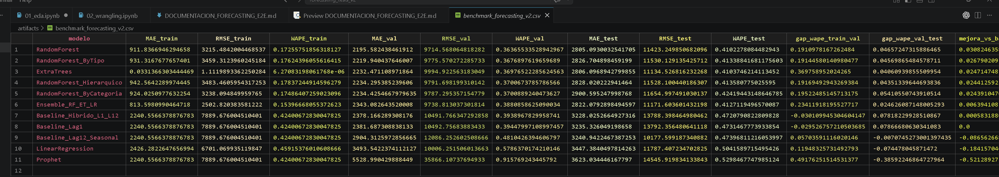 Help
forecasting_tesis_v2
01_eda.ipynb 02_wrangling.ipynb DOCUMENTACION_FORECASTING_E2E.md Preview DOCUMENTACION_FORECASTING_E2E.md benchmark_forecasting_v2.csv
artifacts > benchmark_forecasting_v2.csv
modelo MAE_train RMSE_train WAPE_train MAE_val RMSE_val WAPE_val MAE_test RMSE_test WAPE_test gap_wape_train_val gap_wape_val_test mejora_vs_b
1 RandomForest 911.8366946294658 3215.4842004468537 0.17255751856318127 2195.582438461912 9714.568064818282 0.36365533528942967 2805.0930032541705 11423.249850682096 0.4102278084482943 0.1910978167262484 0.04657247315886465 0.03082463
2 RandomForest_ByTipo 931.3167677657401 3459.3123960245184 0.17624396055616415 2219.940437646007 9775.570272285733 0.3676897619659689 2826.704898459199 11530.129135425712 0.41338841681175603 0.19144580140980477 0.04569865484578711 0.026790209
3 ExtraTrees 0.0331366303444469 1.1119893362250284 6.27083198061768e-06 2232.471108971864 9994.922563183049 0.36976522285624563 2806.0968942799855 11134.526816232268 0.4103746214113452 0.369758952024265 0.04060939855509954 0.024714748
4 RandomForest_Hierarquico 942.5642289974445 3483.4605954317253 0.17837244914596279 2234.295385239606 9791.698199310142 0.3700673785786566 2828.020222941464 11528.100440186307 0.413580775025595 0.19169492943269384 0.04351339644693836 0.024412592
5 RandomForest_ByCategoria 924.0250977632254 3238.094849959765 0.17486407259023096 2234.4254667979635 9787.295357154779 0.3700889240473627 2900.595247998768 11654.997491030137 0.42419443148646785 0.19522485145713175 0.05410550743910514 0.02439104
6 Ensemble_RF_ET_LR 813.5980990464718 2502.820383581222 0.15396668055372623 2343.082643520008 9738.813037301814 0.3880858625090034 2822.0792898494597 11171.603601432198 0.4127119496570087 0.23411918195527717 0.024626087148005293 0.006394108
7 Baseline_Hibrido_L1_L12 2240.5566378876783 7889.676004510401 0.42400672830047825 2378.166289308176 10491.766347292858 0.3938967829958741 3228.0252664927316 13788.398464980462 0.4720790822809828 -0.030109945304604147 0.07818229928510867 0.00058318
8 Baseline_Lag1 2240.5566378876783 7889.676004510401 0.42400672830047825 2381.687308838133 10492.75683883433 0.39447997108997457 3235.326049198658 13792.356480641118 0.4731467773933854 -0.029526757210503685 0.07866680630341083 0.0
9 Baseline_Lag12_Seasonal 2240.5566378876783 7889.676004510401 0.42400672830047825 2904.3125972856665 12086.252602508666 0.4810426394606797 3240.9422467387253 10177.599187340882 0.47396811216053997 0.05703591116020146 -0.0070745273001397435 -0.08656266
10 LinearRegression 2426.2822647656994 6701.069935119847 0.45915376010608666 3493.5422374112127 10006.251506013663 0.5786370174210146 3447.3840497814263 11787.407234702825 0.5041589715495426 0.11948325731492793 -0.074478045871472 -0.18415704
11 Prophet 2240.5566378876783 7889.676004510401 0.42400672830047825 5528.990429888449 35866.10737694933 0.915769243445792 3623.034446167797 14545.919834133843 0.5298467747985124 0.49176251514531377 -0.38592246864727964 -0.52128927
12